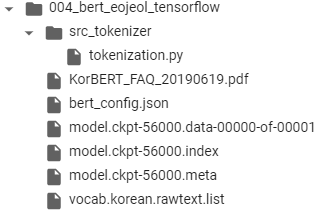 004_bert_eojeol_tensorflow
src_tokenizer
tokenization.py
KorBERT_FAQ_20190619.pdf
bert_config.json
model.ckpt-56000.data-00000-of-00001
model.ckpt-56000.index
model.ckpt-56000.meta
vocab.korean.rawtext.list